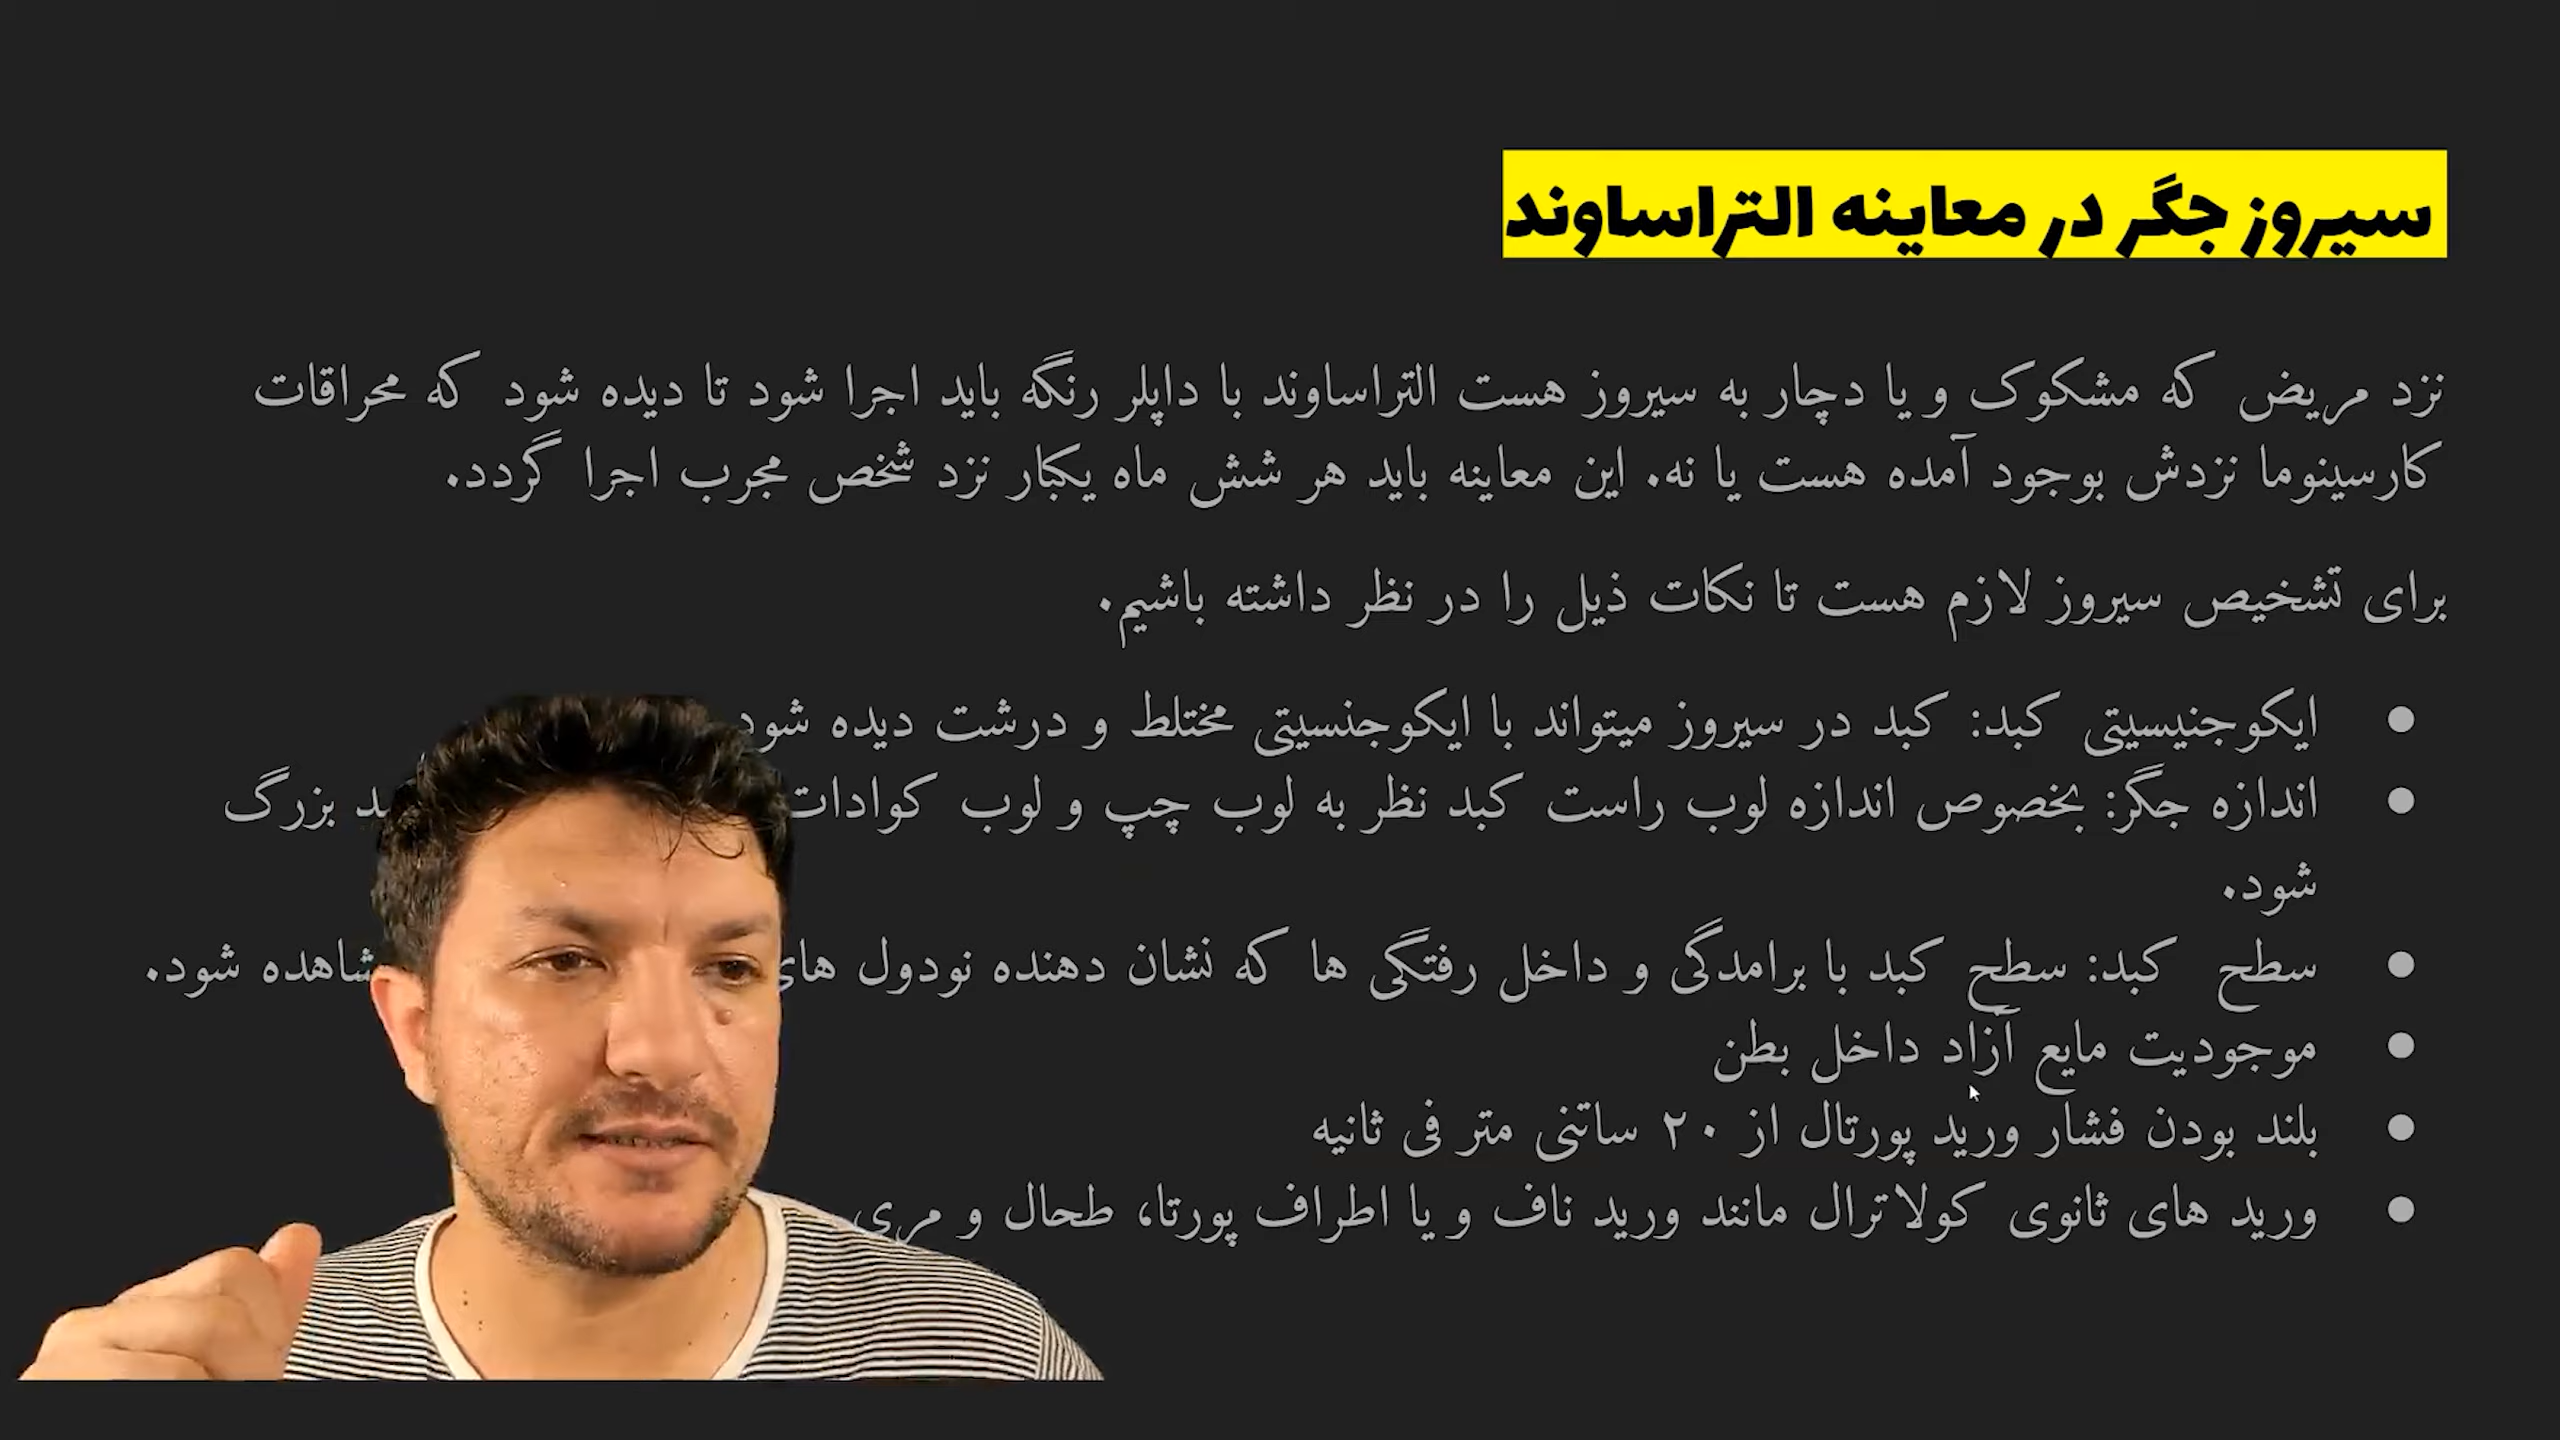 سیروز جگر در معاینه التراساوند
نزد مریض که مشکوک و یا دچار به سیروز هست التراساوند با داپلر رنگه باید اجرا شود تا دیده شود که محراقات
کارسینوما نزدش بوجود آمده هست یا نه. این معاینه باید هر شش ماه یکبار نزد شخص مجرب اجرا گردد.
برای تشخیص سیروز لازم هست تا نکات ذیل را در نظر داشته باشیم.
● ایکوجنیسیتی کبد: کبد در سیروز میتواند با ایکوجنسیتی مختلط و درشت دیده شود
● اندازه جگر: بخصوص اندازه لوب راست کبد نظر به لوب چپ و لوب کوادات بزرگ
شود.
● سطح کبد: سطح کبد با برامدگی و داخل رفتگی ها که نشان دهنده نودول های شود.
● موجودیت مایع آزاد داخل بطن
● بلند بودن فشار ورید پورتال از ۲۰ ساتنی متر فی ثانیه
● ورید های ثانوی کولاترال مانند ورید ناف و یا اطراف پورتا، طحال و مری